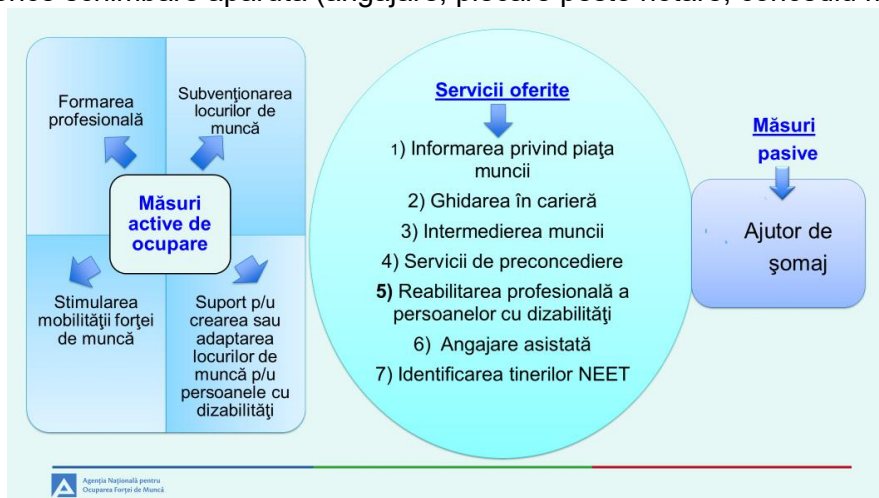 Formarea
profesională
Subvenţionarea
locurilor de
muncă
Măsuri
active de
ocupare
Stimularea
mobilităţii forţei
de muncă
Suport p/u
crearea sau
adaptarea
locurilor de
muncă p/u
persoanele cu
dizabilităţi
Servicii oferite
1) Informarea privind piaţa
muncii
2) Ghidarea în carieră
3) Intermedierea muncii
4) Servicii de preconcediere
5) Reabilitarea profesională a
persoanelor cu dizabilităţi
6) Angajare asistată
7) Identificarea tinerilor NEET
Măsuri
pasive
Ajutor de
şomaj
Agenţia Naţională pentru
Ocuparea Forţei de Muncă